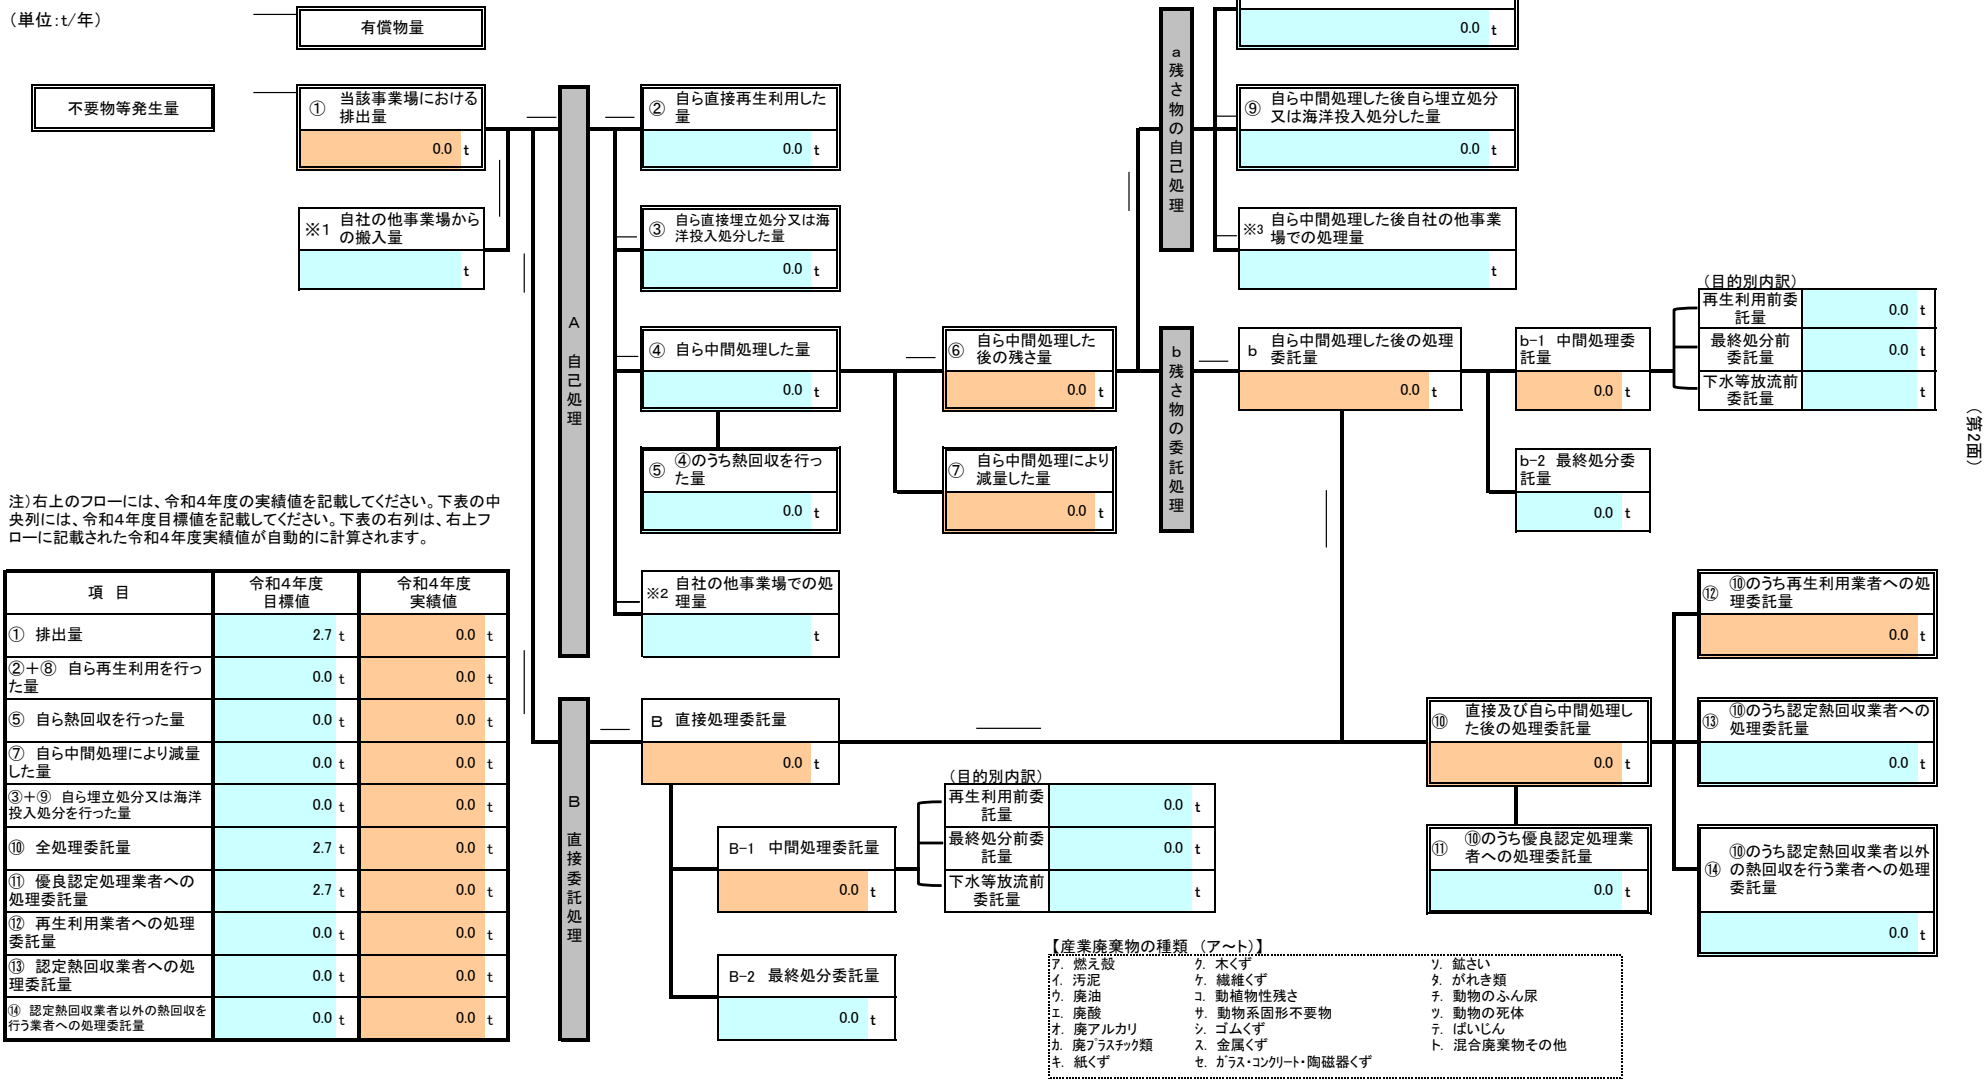 (単位:t/年)
有償物量
不要物等発生量
① 当該事業場における
排出量
0.0 t
※1 自社の他事業場から
の搬入量
t
A 自己処理
② 自ら直接再生利用した
量
0.0 t
③ 自ら直接埋立処分又は海
洋投入処分した量
0.0 t
④ 自ら中間処理した量
0.0 t
⑤ ④のうち熱回収を行っ
た量
0.0 t
※2 自社の他事業場での処
理量
t
⑥ 自ら中間処理した
後の残さ量
0.0 t
⑦ 自ら中間処理により
減量した量
0.0 t
a 残さ物の自己処理
0.0 t
⑨ 自ら中間処理した後自ら埋立処分
又は海洋投入処分した量
0.0 t
※3 自ら中間処理した後自社の他事業
場での処理量
t
b 残さ物の委託処理
b 自ら中間処理した後の処理
委託量
0.0 t
b-1 中間処理委
託量
0.0 t
b-2 最終処分委
託量
0.0 t
(目的別内訳)
再生利用前委
託量
0.0 t
最終処分前
委託量
0.0 t
下水等放流前
委託量
t
(第2面)
注)右上のフローには、令和4年度の実績値を記載してください。下表の中
央列には、令和4年度目標値を記載してください。下表の右列は、右上フ
ローに記載された令和4年度実績値が自動的に計算されます。
項 目 令和4年度
目標値 令和4年度
実績値
① 排出量 2.7 t 0.0 t
②+⑧ 自ら再生利用を行っ
た量 0.0 t 0.0 t
⑤ 自ら熱回収を行った量 0.0 t 0.0 t
⑦ 自ら中間処理により減量
した量 0.0 t 0.0 t
③+⑨ 自ら埋立処分又は海洋
投入処分を行った量 0.0 t 0.0 t
⑩ 全処理委託量 2.7 t 0.0 t
⑪ 優良認定処理業者への
処理委託量 2.7 t 0.0 t
⑫ 再生利用業者への処理
委託量 0.0 t 0.0 t
⑬ 認定熱回収業者への処
理委託量 0.0 t 0.0 t
⑭ 認定熱回収業者以外の熱回収を
行う業者への処理委託量 0.0 t 0.0 t
B 直接委託処理
B 直接処理委託量
0.0 t
B-1 中間処理委託量
0.0 t
B-2 最終処分委託量
0.0 t
(目的別内訳)
再生利用前委
託量
0.0 t
最終処分前委
託量
0.0 t
下水等放流前
委託量
t
⑩ 直接及び自ら中間処理し
た後の処理委託量
0.0 t
⑪ ⑩のうち優良認定処理業
者への処理委託量
0.0 t
⑫ ⑩のうち再生利用業者への処
理委託量
0.0 t
⑬ ⑩のうち認定熱回収業者への
処理委託量
0.0 t
⑭ ⑩のうち認定熱回収業者以外
の熱回収を行う業者への処理
委託量
0.0 t
【産業廃棄物の種類 (ア~ト)】
ア. 燃え殻 ク. 木くず ソ. 鉱さい
イ. 汚泥 ケ. 繊維くず タ. がれき類
ウ. 廃油 コ. 動植物性残さ チ. 動物のふん尿
エ. 廃酸 サ. 動物系固形不要物 ツ. 動物の死体
オ. 廃アルカリ シ. ゴムくず テ. ばいじん
カ. 廃プラスチック類 ス. 金属くず ト. 混合廃棄物その他
キ. 紙くず セ. ガラス・コンクリート・陶磁器くず